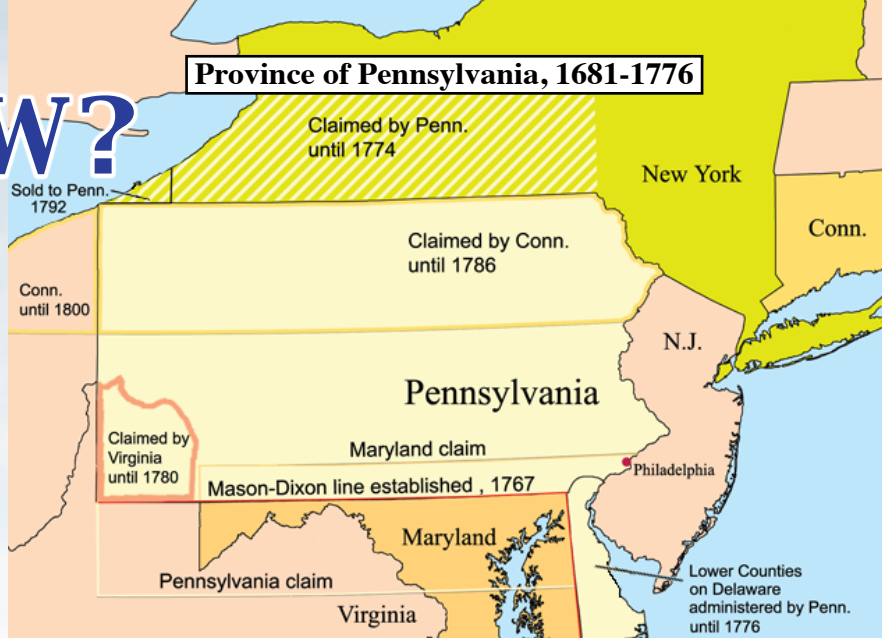 Province of Pennsylvania, 1681-1776
W?
Claimed by Penn.
until 1774
New York
Sold to Penn.
1792
Conn.
Claimed by Conn.
until 1786
Conn.
until 1800
N.J.
Pennsylvania
Claimed by
Virginia
until 1780
Maryland claim
Philadelphia
Mason-Dixon line established , 1767
Maryland
Pennsylvania claim
Virginia
Lower Counties
on Delaware
administered by Penn.
until 1776